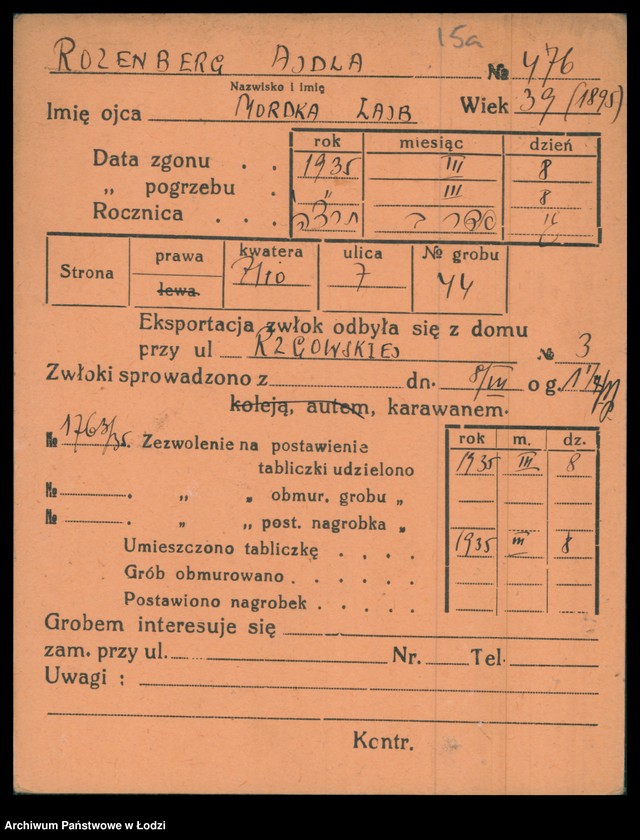 15a
ROZENBERG AJDLA № 476
Nazwisko i imię
Imię ojca MORDKA LAJB Wiek 39 (1895)
rok miesiąc dzień
Data zgonu . . 1935 III 8
„ pogrzebu . „ III 8
Rocznica . . .
Strona prawa kwatera ulica № grobu
lewa 7 44
Eksportacja zwłok odbyła się z domu
przy ul RZGOWSKIEJ № 3
Zwłoki sprowadzono z dn. 8/III o g.
koleją, autem, karawanem.
№ 1763/35. Zezwolenie na postawienie rok m. dz.
tabliczki udzielono 1935 III 8
№ . „ „ obmur. grobu „
№ . „ „ post. nagrobka „
Umieszczono tabliczkę . . . . 1935 III 8
Grób obmurowano . . . . .
Postawiono nagrobek . . . .
Grobem interesuje się
zam. przy ul. Nr. Tel.
Uwagi :
Kontr.
Archiwum Państwowe w Łodzi